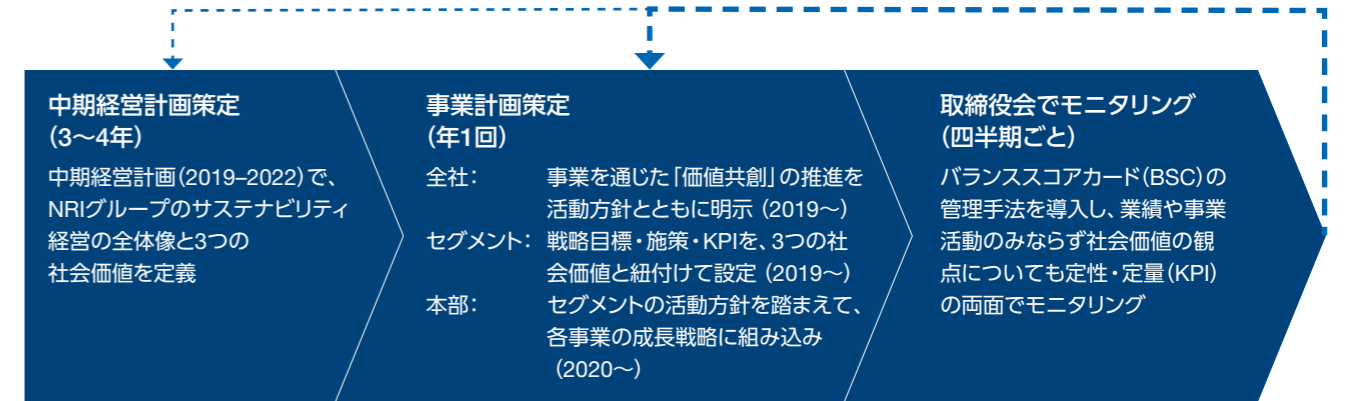 中期経営計画策定
（3〜4年）
中期経営計画（2019–2022）で、
NRIグループのサステナビリティ
経営の全体像と3つの
社会価値を定義
事業計画策定
（年1回）
全社： 事業を通じた「価値共創」の推進を
活動方針とともに明示（2019〜）
セグメント： 戦略目標・施策・KPIを、3つの社
会価値と紐付けて設定（2019〜）
本部： セグメントの活動方針を踏まえて、
各事業の成長戦略に組み込み
（2020〜）
取締役会でモニタリング
（四半期ごと）
バランススコアカード（BSC）の
管理手法を導入し、業績や事業
活動のみならず社会価値の観
点についても定性・定量（KPI）
の両面でモニタリング